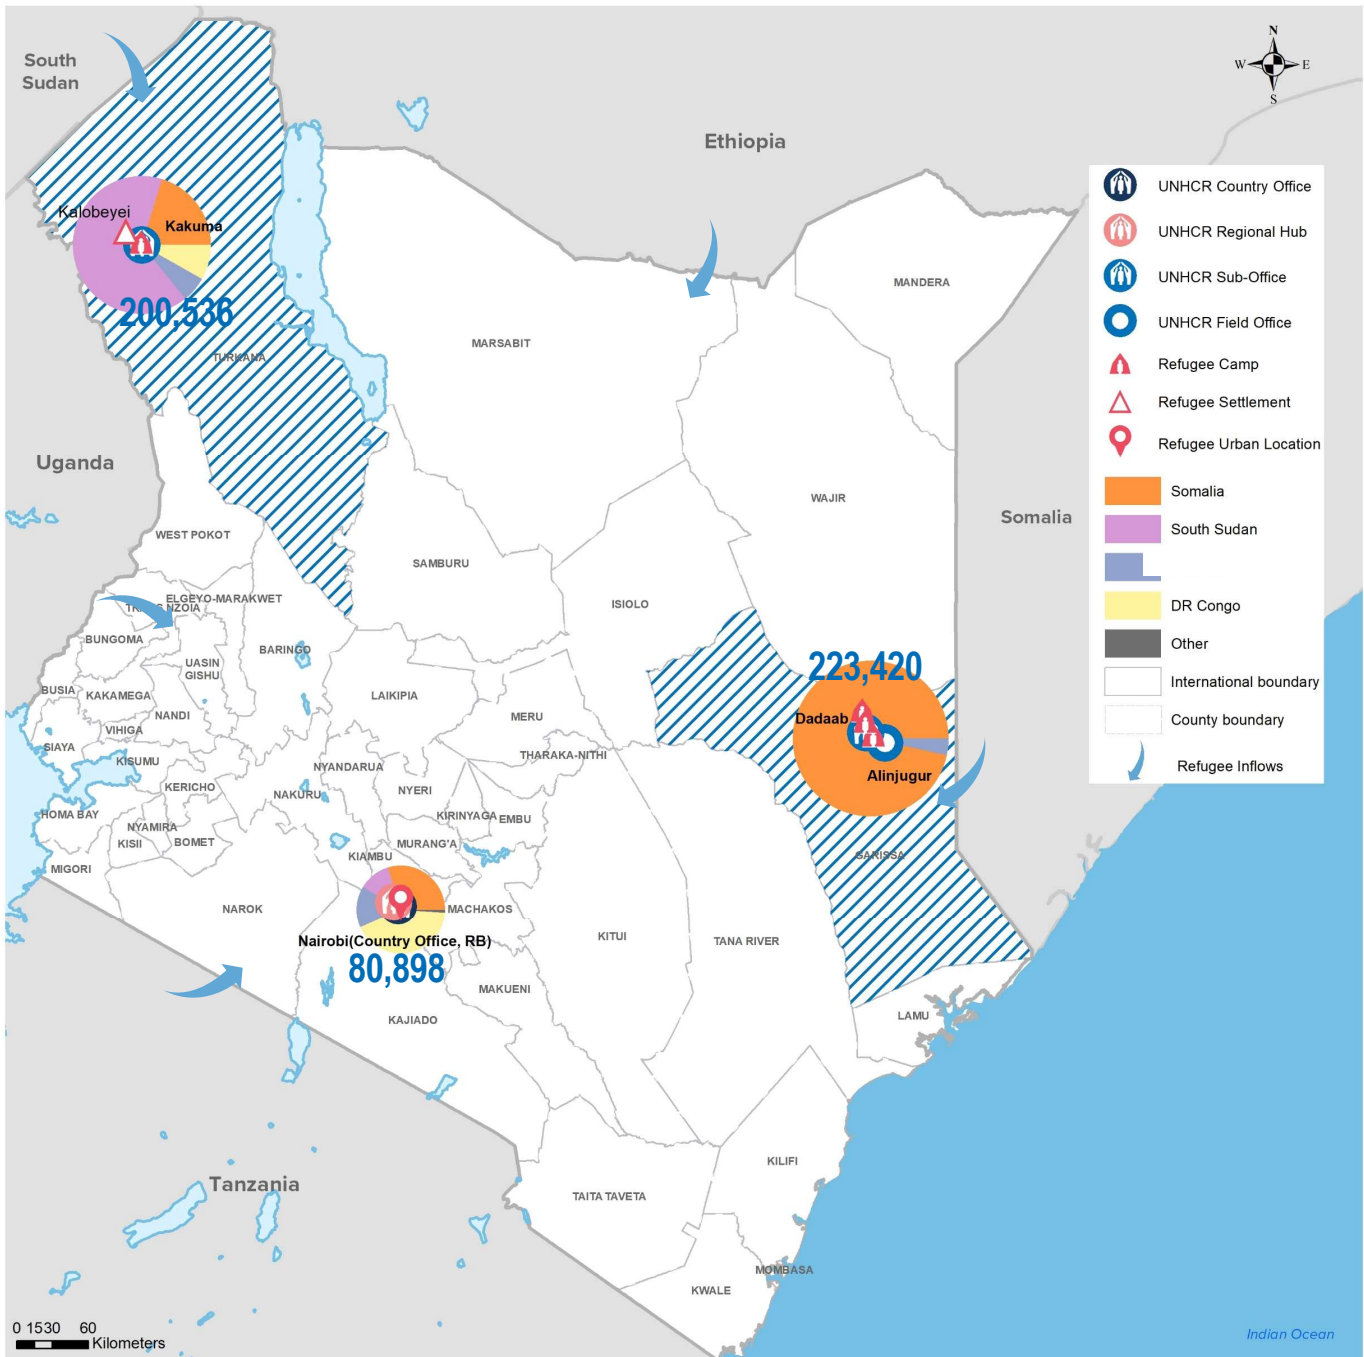 South
Sudan
N
W
E
S
Ethiopia
UNHCR Country Office
UNHCR Regional Hub
UNHCR Sub-Office
UNHCR Field Office
Refugee Camp
Refugee Settlement
Refugee Urban Location
Somalia
South Sudan
DR Congo
Other
International boundary
County boundary
Refugee Inflows
Kalobeyei
Kakuma
200,536
TURKANA
MANDERA
MARSABIT
Uganda
WAJIR
Somalia
WEST POKOT
SAMBURU
ISIOLO
ELGEYO-MARAKWET
TRANS NZOIA
BUNGOMA
BARINGO
UASIN
GISHU
BUSIA
KAKAMEGA
LAIKIPIA
NANDI
MERU
VIHIGA
SIAYA
KISUMU
THARAKA-NITHI
NYANDARUA
KERICHO
NYERI
NAKURU
HOMA BAY
KIRINYAGA
EMBU
NYAMIRA
KISII
BOMET
MURANG'A
KIAMBU
MIGORI
223,420
Dadaab
Alinjugur
GARISSA
NAROK
MACHAKOS
KITUI
TANA RIVER
Nairobi(Country Office, RB)
80,898
MAKUENI
KAJIADO
LAMU
KILIFI
Tanzania
TAITA TAVETA
MOMBASA
KWALE
0 1530 60
Kilometers
Indian Ocean